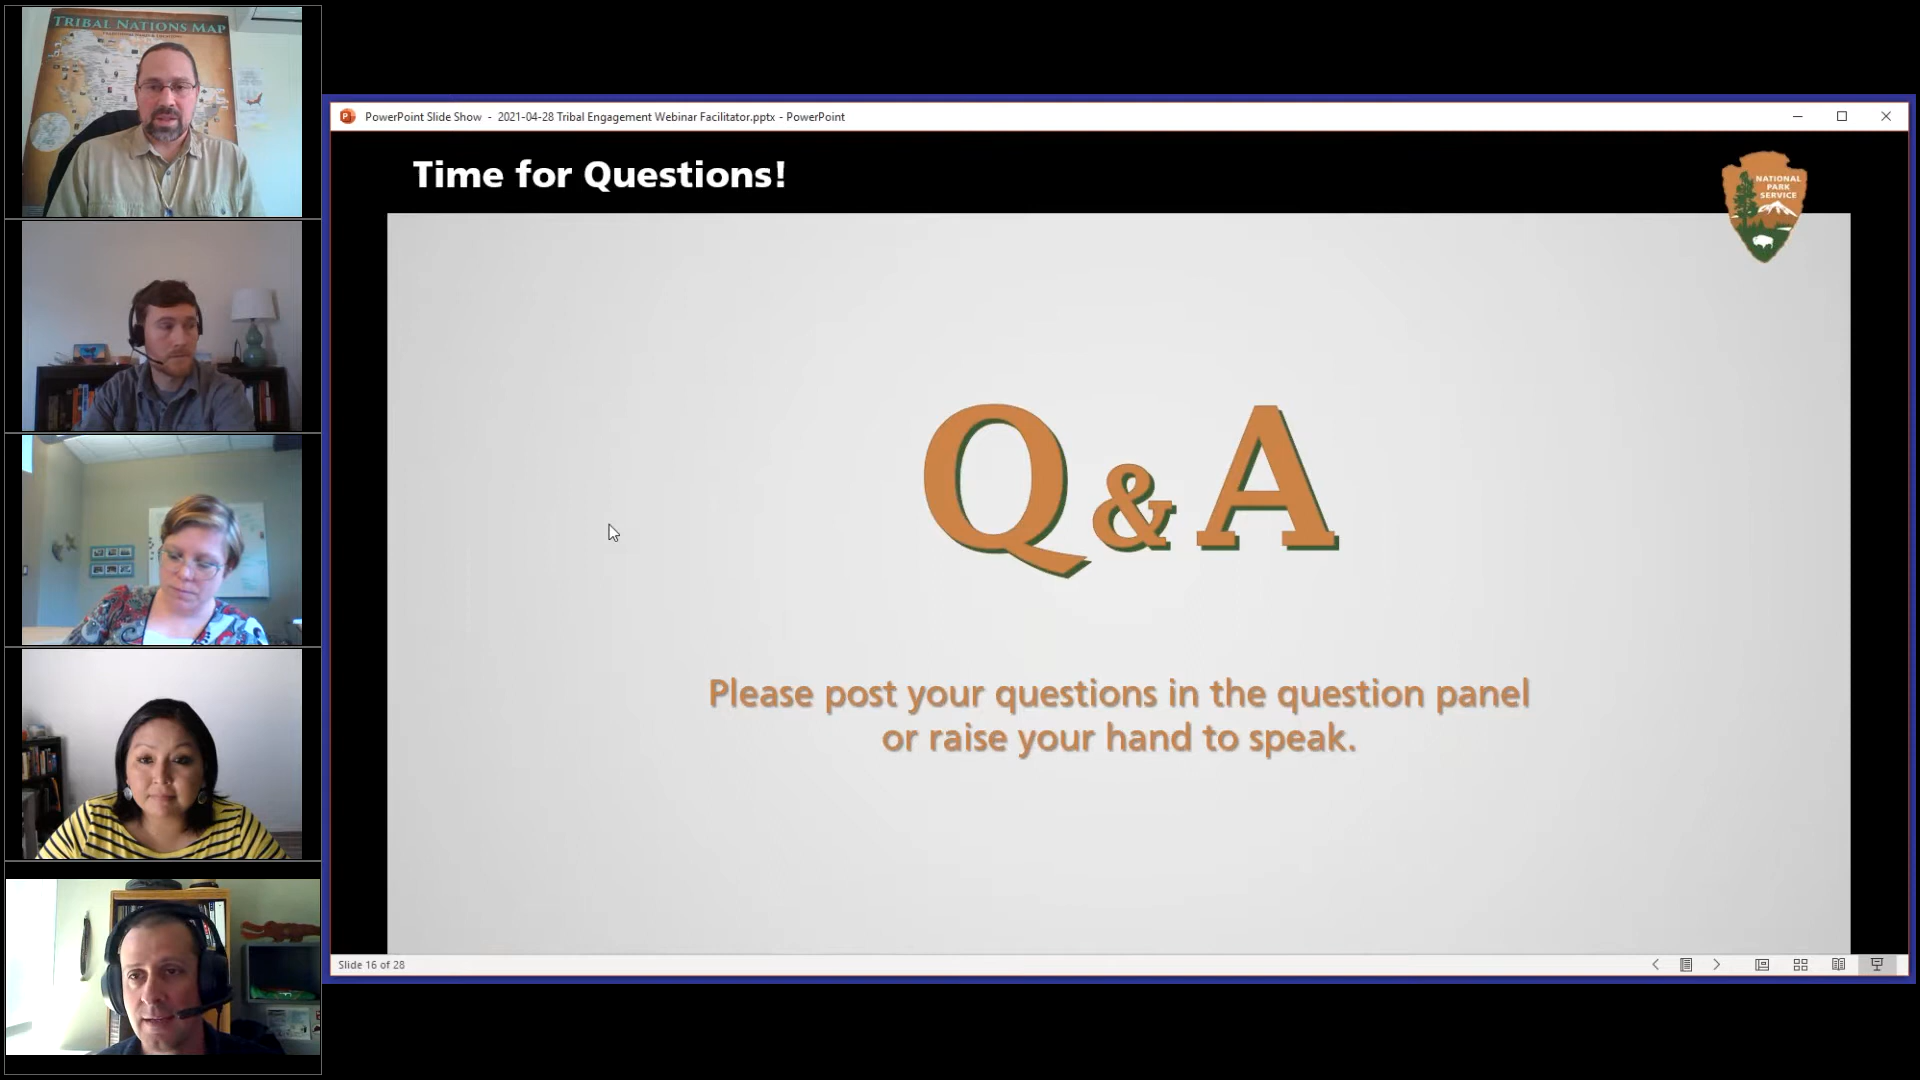 TRIBAL NATIONS MAP
PowerPoint Slide Show - 2021-04-28 Tribal Engagement Webinar Facilitator.pptx - PowerPoint
Time for Questions!
NATIONAL
PARK
SERVICE
Q & A
Please post your questions in the question panel
or raise your hand to speak.
Slide 16 of 28